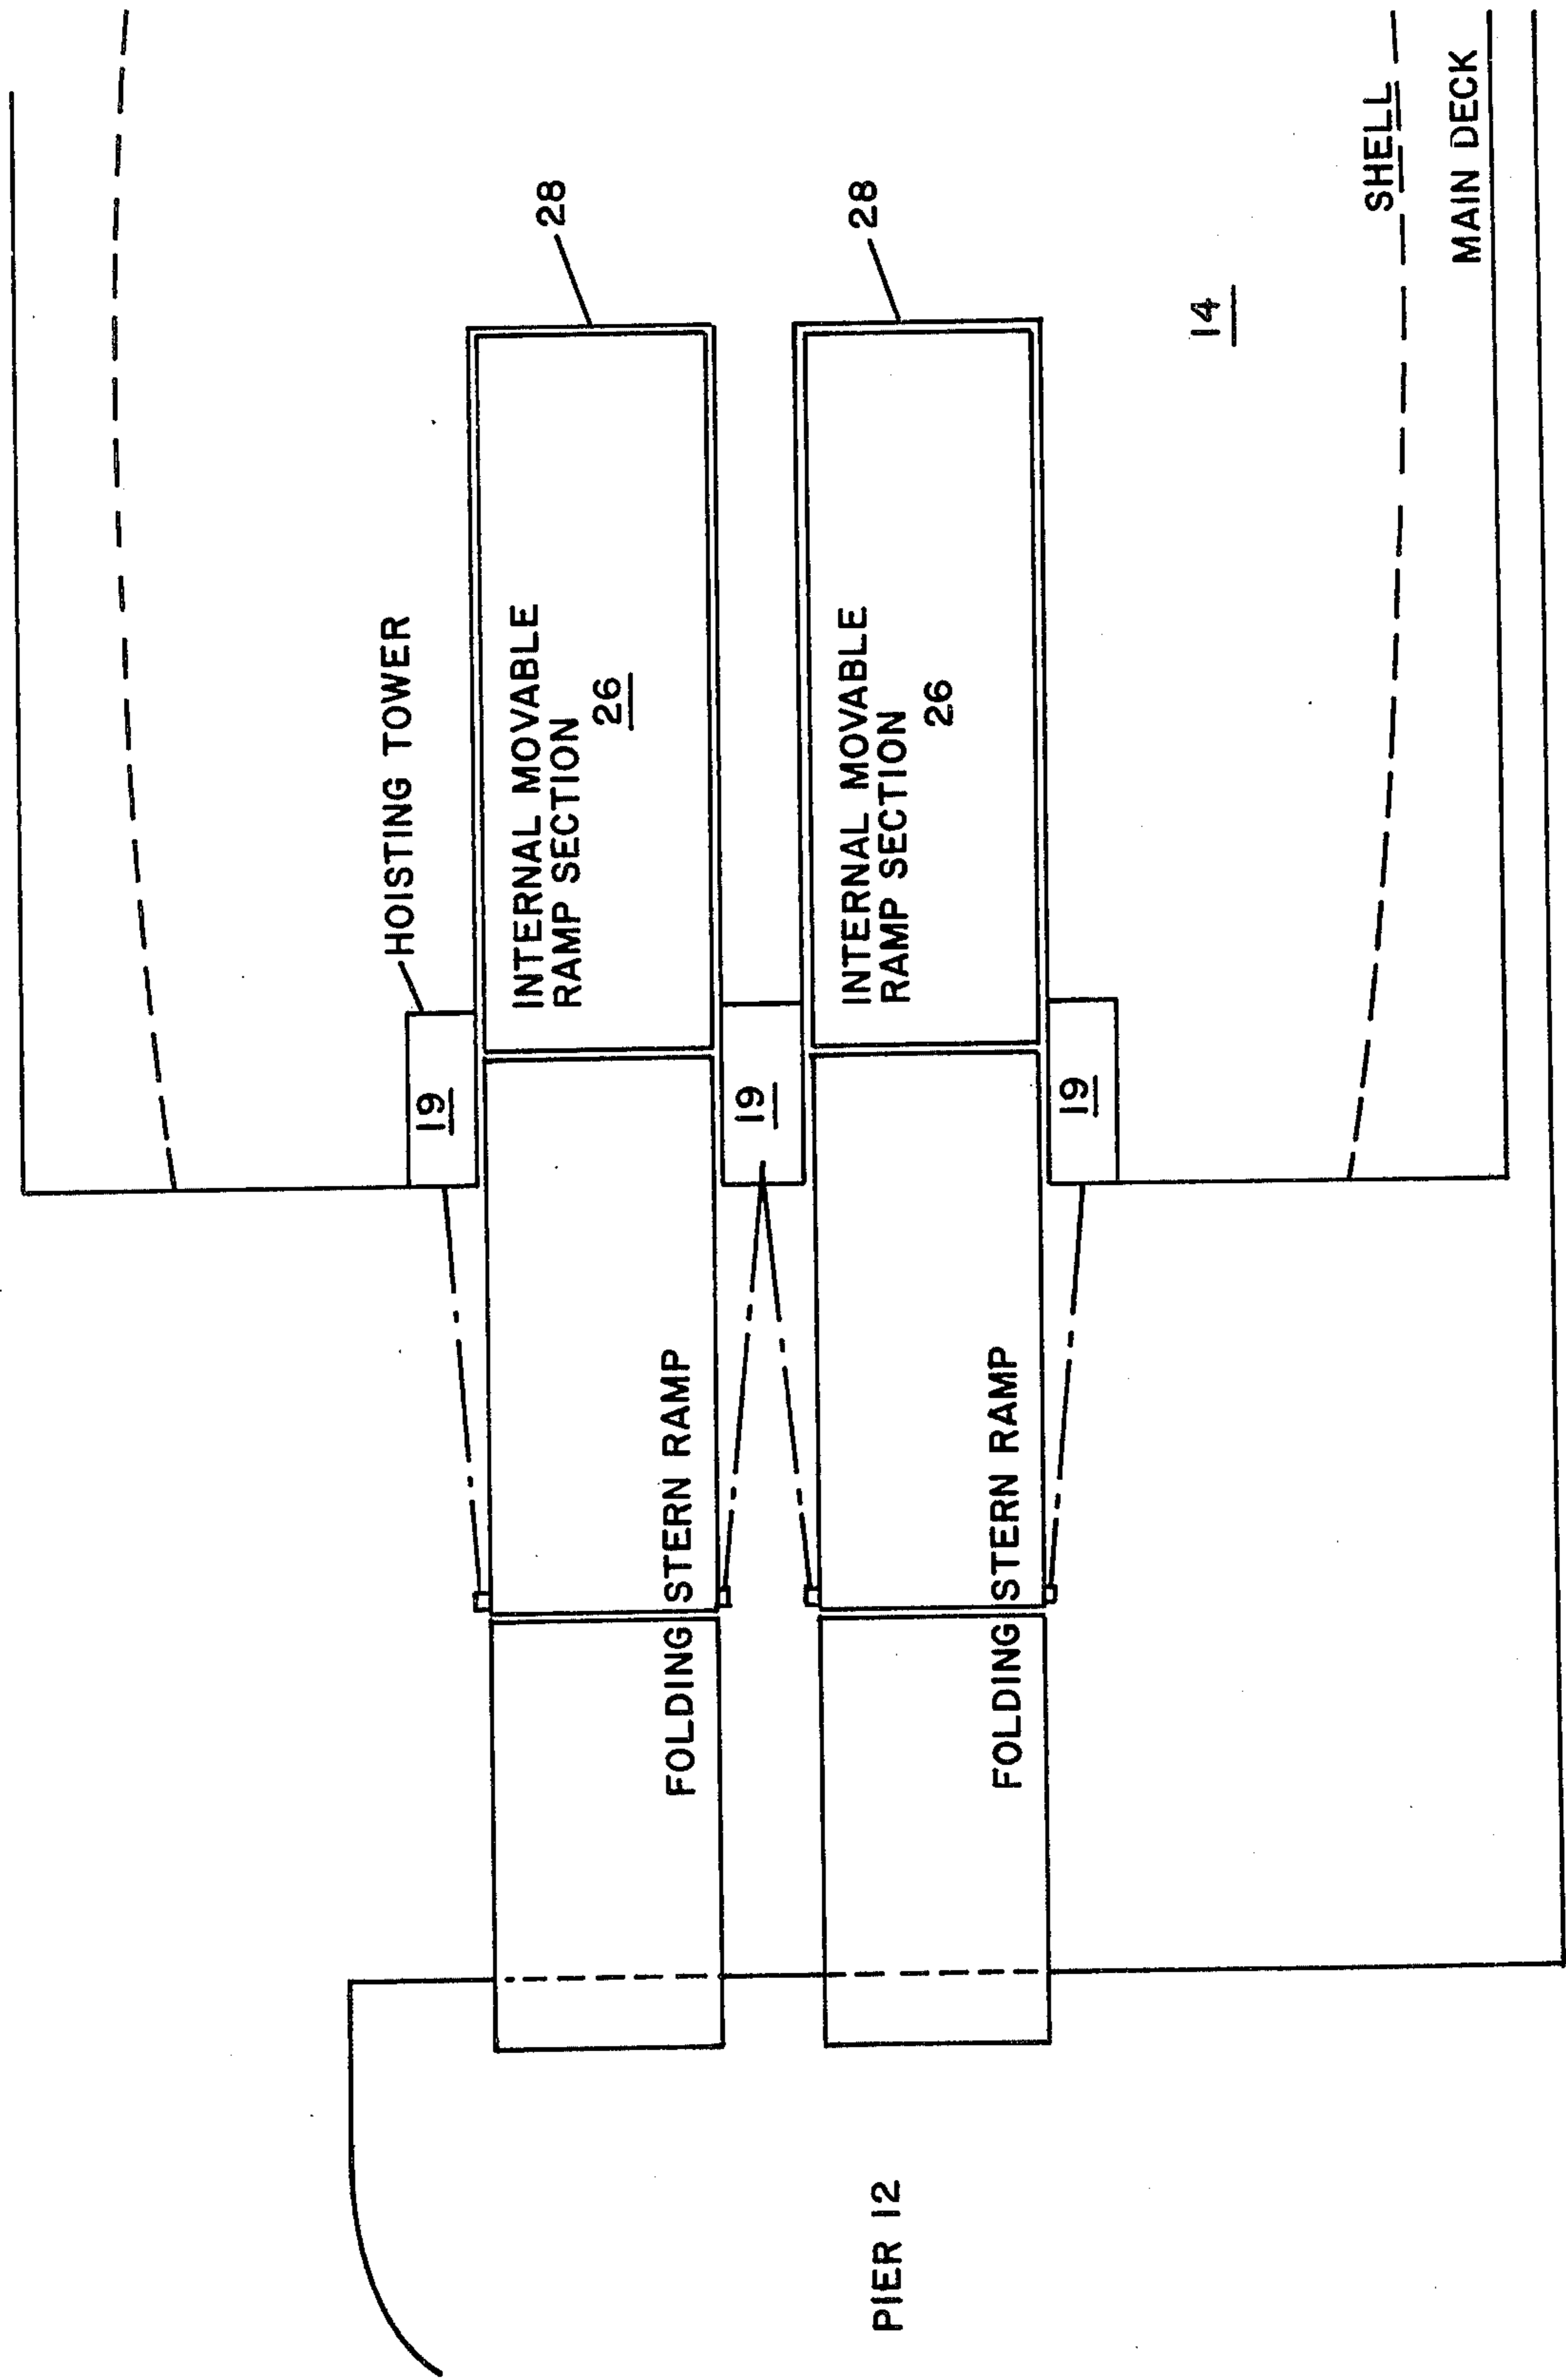 HOISTING TOWER
28
28
INTERNAL MOVABLE
RAMP SECTION
26
INTERNAL MOVABLE
RAMP SECTION
26
19
19
19
FOLDING STERN RAMP
FOLDING STERN RAMP
14
SHELL
MAIN DECK
PIER 12